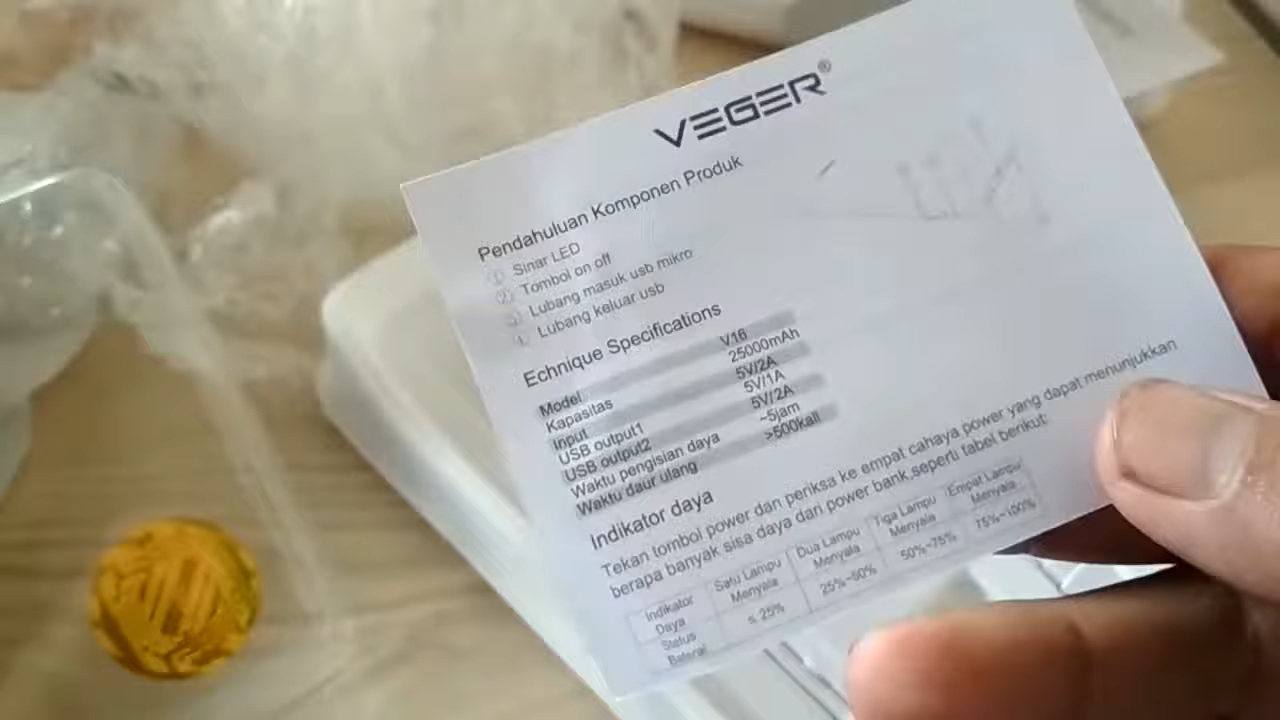 VEGER®
Pendahuluan Komponen Produk
① Sinar LED
② Tombol on off
③ Lubang masuk usb mikro
④ Lubang keluar usb
Echnique Specifications
Model V16
Kapasitas 25000mAh
Input 5V/2A
USB output1 5V/1A
USB output2 5V/2A
Waktu pengisian daya ~5jam
Waktu daur ulang >500kali
Indikator daya
Tekan tombol power dan periksa ke empat cahaya power yang dapat menunjukkan
berapa banyak sisa daya dari power bank,seperti tabel berikut:
Indikator Daya Satu Lampu Menyala Dua Lampu Menyala Tiga Lampu Menyala Empat Lampu Menyala
Status Baterai ≤ 25% 25%~50% 50%~75% 75%~100%